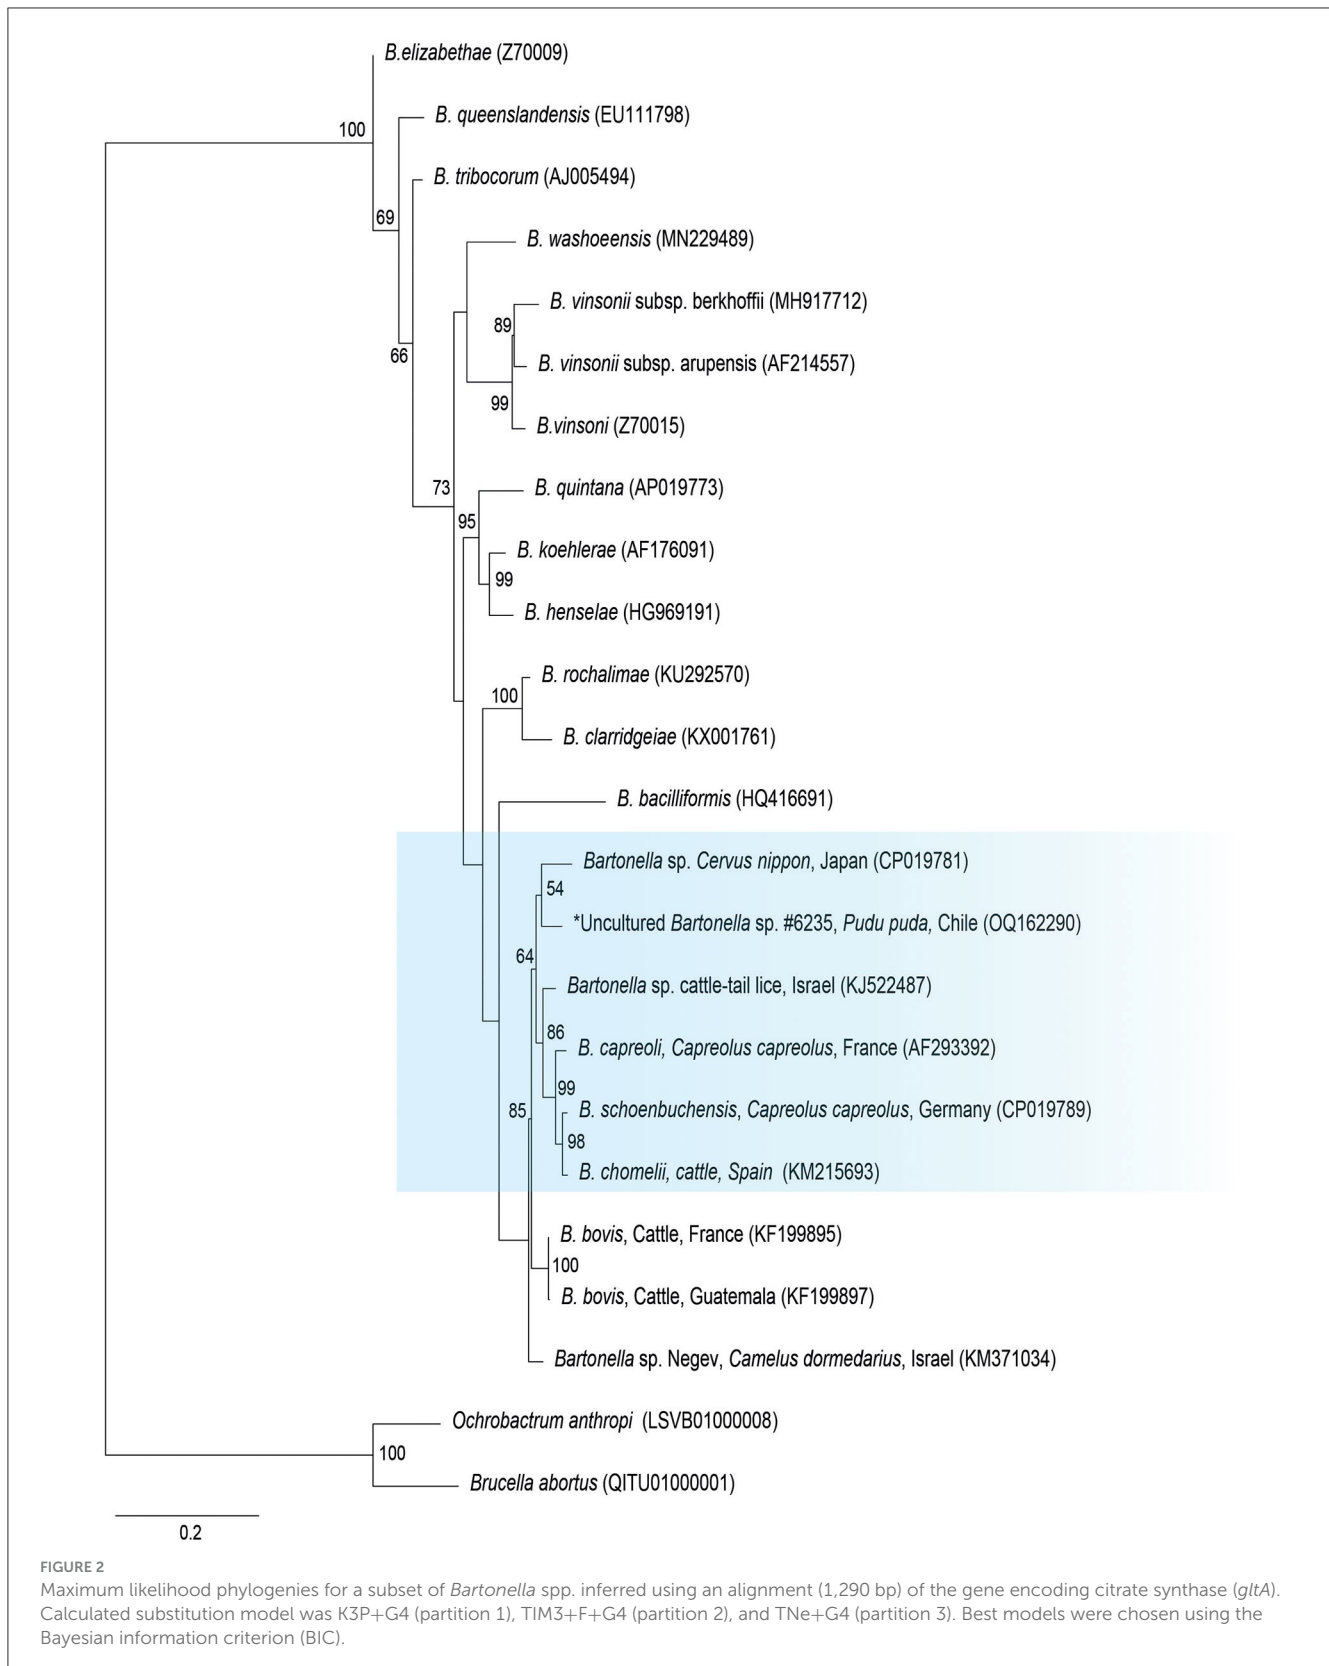 B.elizabethae (Z70009)
100
B. queenslandensis (EU111798)
B. tribocorum (AJ005494)
69
B. washoeensis (MN229489)
B. vinsonii subsp. berkhoffii (MH917712)
89
66
B. vinsonii subsp. arupensis (AF214557)
99
B.vinsoni (Z70015)
73
B. quintana (AP019773)
95
B. koehlerae (AF176091)
99
B. henselae (HG969191)
B. rochalimae (KU292570)
100
B. clarridgeiae (KX001761)
B. bacilliformis (HQ416691)
Bartonella sp. Cervus nippon, Japan (CP019781)
54
*Uncultured Bartonella sp. #6235, Pudu puda, Chile (OQ162290)
64
Bartonella sp. cattle-tail lice, Israel (KJ522487)
86
B. capreoli, Capreolus capreolus, France (AF293392)
99
85
B. schoenbuchensis, Capreolus capreolus, Germany (CP019789)
98
B. chomelii, cattle, Spain (KM215693)
B. bovis, Cattle, France (KF199895)
100
B. bovis, Cattle, Guatemala (KF199897)
Bartonella sp. Negev, Camelus dormedarius, Israel (KM371034)
Ochrobactrum anthropi (LSVB01000008)
100
Brucella abortus (QITU01000001)
0.2
FIGURE 2
Maximum likelihood phylogenies for a subset of Bartonella spp. inferred using an alignment (1,290 bp) of the gene encoding citrate synthase (gltA).
Calculated substitution model was K3P+G4 (partition 1), TIM3+F+G4 (partition 2), and TNe+G4 (partition 3). Best models were chosen using the
Bayesian information criterion (BIC).